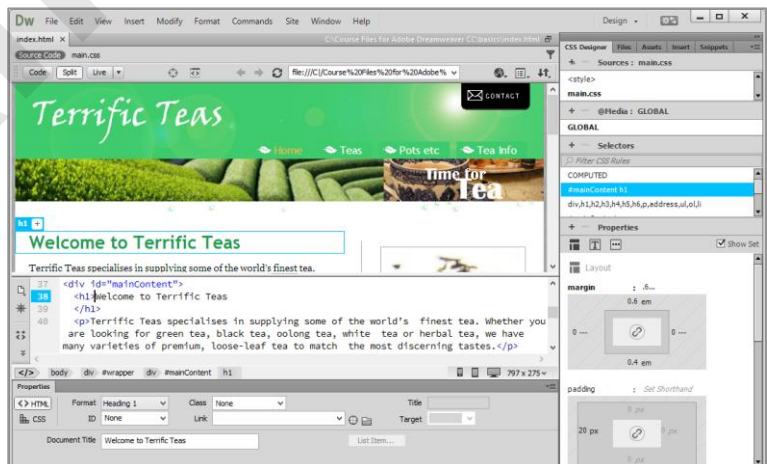 Dw File Edit View Insert Modify Format Commands Site Window Help Design
index.html × C:\Course Files for Adobe Dreamweaver CC\basics\index.html
Source Code main.css
Code Split Live file:///C|/Course%20Files%20for%20Adobe%
CONTACT
Terrific Teas
Home Teas Pots etc Tea Info
Time for
Tea
h1 +
Welcome to Terrific Teas
Terrific Teas specialises in supplying some of the world's finest tea.
37 <div id="mainContent">
38 <h1>Welcome to Terrific Teas
39 </h1>
40 <p>Terrific Teas specialises in supplying some of the world's finest tea. Whether you
are looking for green tea, black tea, oolong tea, white tea or herbal tea, we have
many varieties of premium, loose-leaf tea to match the most discerning tastes.</p>
</> body div #wrapper div #mainContent h1 797 x 275
Properties
<> HTML Format Heading 1 Class None Title
CSS ID None Link Target
Document Title Welcome to Terrific Teas List Item...
CSS Designer Files Assets Insert Snippets
+ − Sources: main.css
<style>
main.css
+ − @Media: GLOBAL
GLOBAL
+ − Selectors
Filter CSS Rules
COMPUTED
#mainContent h1
div,h1,h2,h3,h4,h5,h6,p,address,ul,ol,li
+ − Properties
Show Set
Layout
margin : .6...
0.6 em
0 0
0.4 em
padding : Set Shorthand
0 px
20 px 0 px
0 px